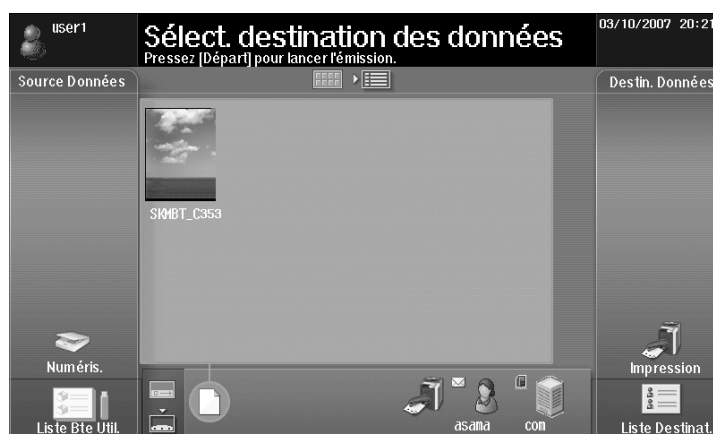 user1
Sélect. destination des données
Pressez [Départ] pour lancer l'émission.
03/10/2007 20:21
Source Données
Destin. Données
SKMBT_C353
Numéris.
Impression
asama
com
Liste Bte Util.
Liste Destinat.